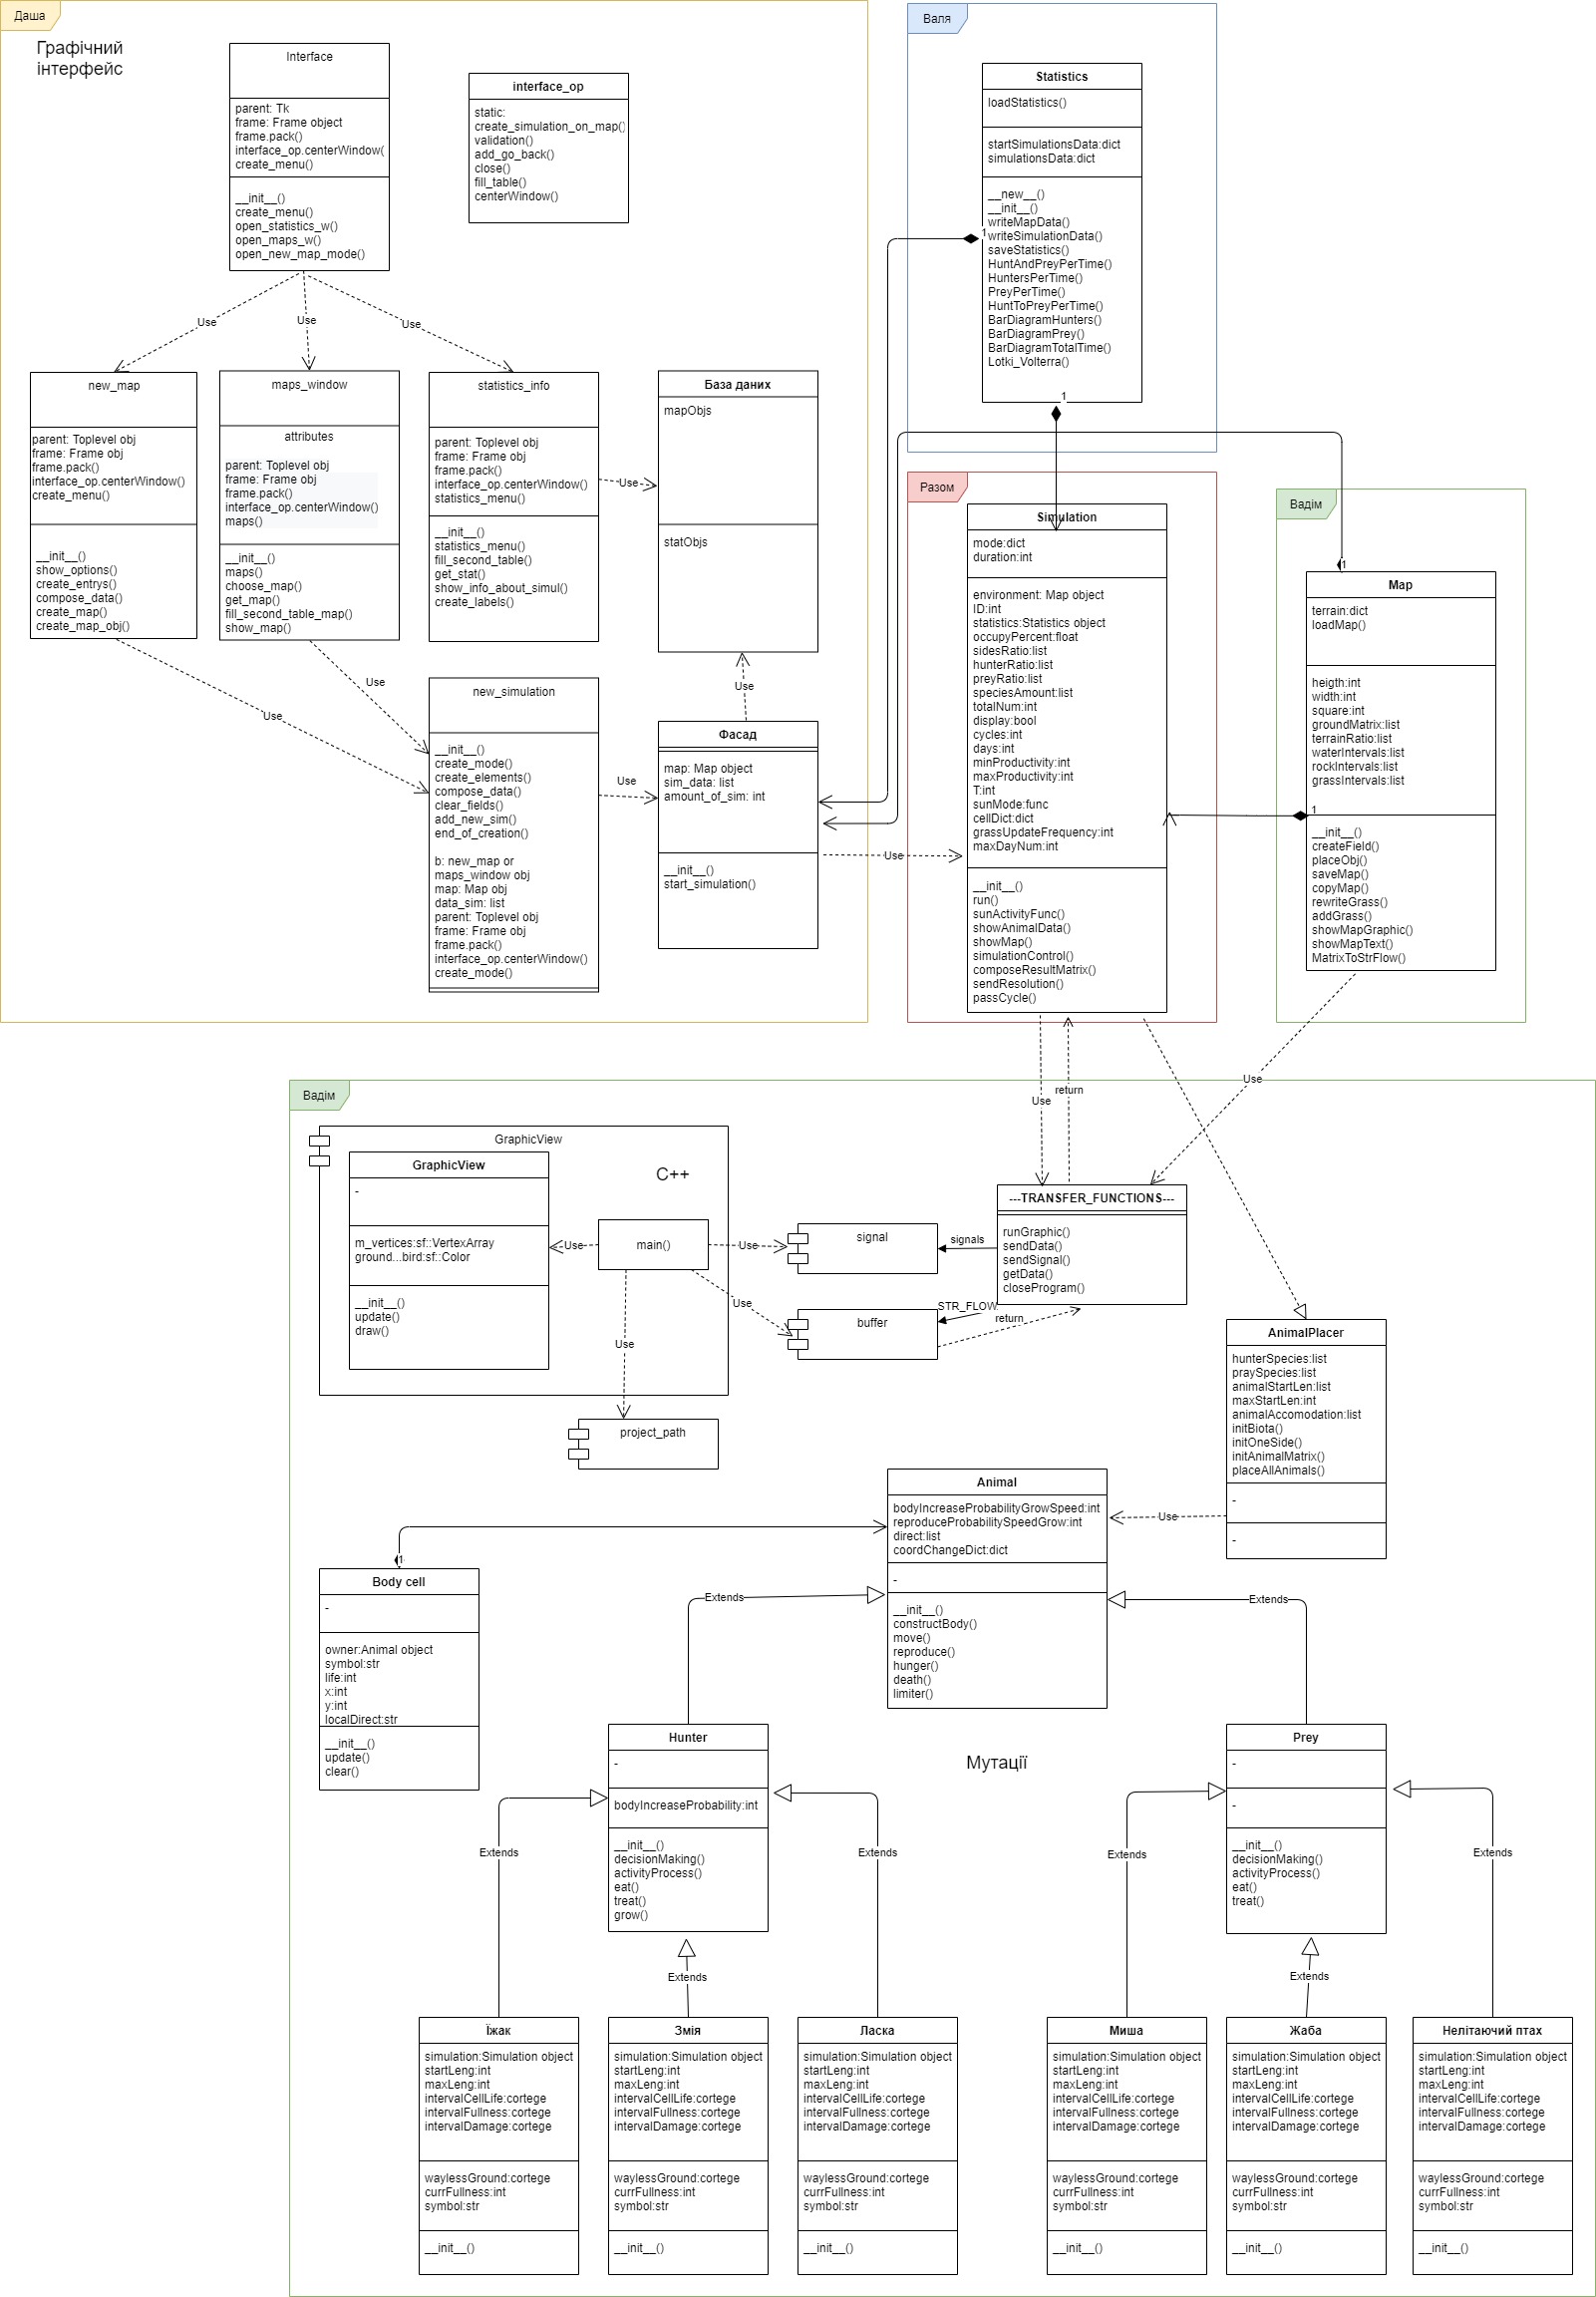 Даша
Графічний
інтерфейс
Interface
parent: Tk
frame: Frame object
frame.pack()
interface_op.centerWindow(
create_menu()
__init__()
create_menu()
open_statistics_w()
open_maps_w()
open_new_map_mode()
interface_op
static:
create_simulation_on_map()
validation()
add_go_back()
close()
fill_table()
centerWindow()
Use
Use
Use
new_map
parent: Toplevel obj
frame: Frame obj
frame.pack()
interface_op.centerWindow()
create_menu()
__init__()
show_options()
create_entrys()
compose_data()
create_map()
create_map_obj()
maps_window
attributes
parent: Toplevel obj
frame: Frame obj
frame.pack()
interface_op.centerWindow()
maps()
__init__()
maps()
choose_map()
get_map()
fill_second_table_map()
show_map()
statistics_info
parent: Toplevel obj
frame: Frame obj
frame.pack()
interface_op.centerWindow()
statistics_menu()
__init__()
statistics_menu()
fill_second_table()
get_stat()
show_info_about_simul()
create_labels()
Use
База даних
mapObjs
statObjs
Use
Use
Use
new_simulation
__init__()
create_mode()
create_elements()
compose_data()
clear_fields()
add_new_sim()
end_of_creation()
b: new_map or
maps_window obj
map: Map obj
data_sim: list
parent: Toplevel obj
frame: Frame obj
frame.pack()
interface_op.centerWindow()
create_mode()
Use
Фасад
map: Map object
sim_data: list
amount_of_sim: int
__init__()
start_simulation()
Use
Валя
Statistics
loadStatistics()
startSimulationsData:dict
simulationsData:dict
__new__()
__init__()
writeMapData()
writeSimulationData()
saveStatistics()
HuntAndPreyPerTime()
HuntersPerTime()
PreyPerTime()
HuntToPreyPerTime()
BarDiagramHunters()
BarDiagramPrey()
BarDiagramTotalTime()
Lotki_Volterra()
1
1
Разом
Simulation
mode:dict
duration:int
environment: Map object
ID:int
statistics:Statistics object
occupyPercent:float
sidesRatio:list
hunterRatio:list
preyRatio:list
speciesAmount:list
totalNum:int
display:bool
cycles:int
days:int
minProductivity:int
maxProductivity:int
T:int
sunMode:func
cellDict:dict
grassUpdateFrequency:int
maxDayNum:int
__init__()
run()
sunActivityFunc()
showAnimalData()
showMap()
simulationControl()
composeResultMatrix()
sendResolution()
passCycle()
Вадім
1
Map
terrain:dict
loadMap()
heigth:int
width:int
square:int
groundMatrix:list
terrainRatio:list
waterIntervals:list
rockIntervals:list
grassIntervals:list
1
__init__()
createField()
placeObj()
saveMap()
copyMap()
rewriteGrass()
addGrass()
showMapGraphic()
showMapText()
MatrixToStrFlow()
Вадім
Use
return
Use
GraphicView
GraphicView
C++
-
m_vertices:sf::VertexArray
ground...bird:sf::Color
__init__()
update()
draw()
Use
main()
Use
Use
Use
signal
buffer
project_path
signals
STR_FLOW
return
---TRANSFER_FUNCTIONS---
runGraphic()
sendData()
sendSignal()
getData()
closeProgram()
AnimalPlacer
hunterSpecies:list
praySpecies:list
animalStartLen:list
maxStartLen:int
animalAccomodation:list
initBiota()
initOneSide()
initAnimalMatrix()
placeAllAnimals()
-
-
Use
Animal
bodyIncreaseProbabilityGrowSpeed:int
reproduceProbabilitySpeedGrow:int
direct:list
coordChangeDict:dict
-
__init__()
constructBody()
move()
reproduce()
hunger()
death()
limiter()
1
Body cell
-
owner:Animal object
symbol:str
life:int
x:int
y:int
localDirect:str
__init__()
update()
clear()
Extends
Extends
Hunter
-
bodyIncreaseProbability:int
__init__()
decisionMaking()
activityProcess()
eat()
treat()
grow()
Мутації
Prey
-
-
__init__()
decisionMaking()
activityProcess()
eat()
treat()
Extends
Extends
Extends
Extends
Extends
Extends
Їжак
simulation:Simulation object
startLeng:int
maxLeng:int
intervalCellLife:cortege
intervalFullness:cortege
intervalDamage:cortege
waylessGround:cortege
currFullness:int
symbol:str
__init__()
Змія
simulation:Simulation object
startLeng:int
maxLeng:int
intervalCellLife:cortege
intervalFullness:cortege
intervalDamage:cortege
waylessGround:cortege
currFullness:int
symbol:str
__init__()
Ласка
simulation:Simulation object
startLeng:int
maxLeng:int
intervalCellLife:cortege
intervalFullness:cortege
intervalDamage:cortege
waylessGround:cortege
currFullness:int
symbol:str
__init__()
Миша
simulation:Simulation object
startLeng:int
maxLeng:int
intervalCellLife:cortege
intervalFullness:cortege
intervalDamage:cortege
waylessGround:cortege
currFullness:int
symbol:str
__init__()
Жаба
simulation:Simulation object
startLeng:int
maxLeng:int
intervalCellLife:cortege
intervalFullness:cortege
intervalDamage:cortege
waylessGround:cortege
currFullness:int
symbol:str
__init__()
Нелітаючий птах
simulation:Simulation object
startLeng:int
maxLeng:int
intervalCellLife:cortege
intervalFullness:cortege
intervalDamage:cortege
waylessGround:cortege
currFullness:int
symbol:str
__init__()